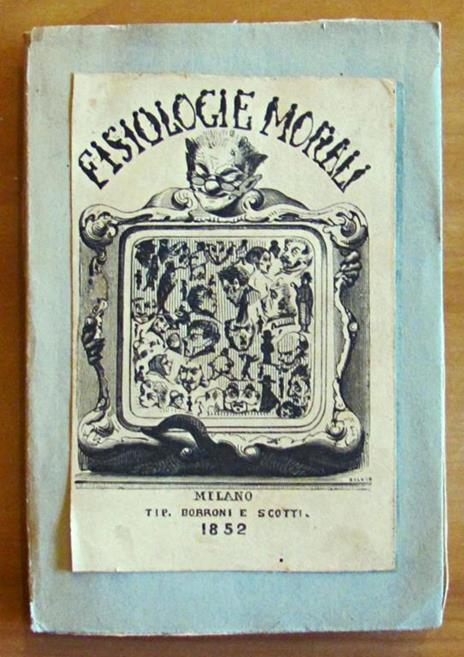 FISIOLOGIE MORALI
MILANO
TIP. BORRONI E SCOTTI.
1852